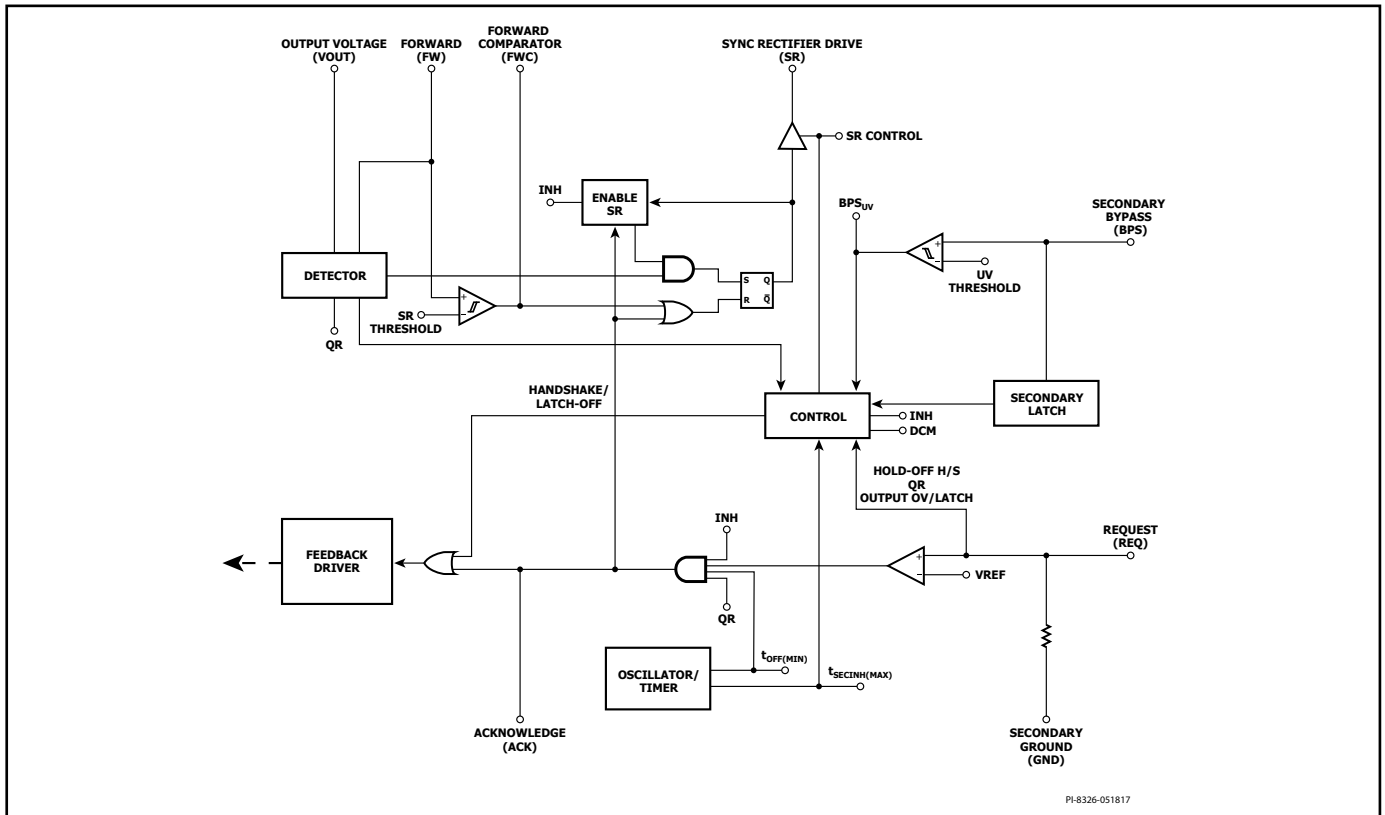 OUTPUT VOLTAGE
(VOUT)
FORWARD
(FW)
FORWARD
COMPARATOR
(FWC)
SYNC RECTIFIER DRIVE
(SR)
SR CONTROL
INH
ENABLE
SR
BPSUV
SECONDARY
BYPASS
(BPS)
DETECTOR
+
−
UV
THRESHOLD
S Q
R Q̅
+
−
SR
THRESHOLD
QR
HANDSHAKE/
LATCH-OFF
CONTROL
INH
DCM
SECONDARY
LATCH
HOLD-OFF H/S
QR
OUTPUT OV/LATCH
INH
REQUEST
(REQ)
FEEDBACK
DRIVER
+
−
VREF
QR
OSCILLATOR/
TIMER
tOFF(MIN)
tSECINH(MAX)
ACKNOWLEDGE
(ACK)
SECONDARY
GROUND
(GND)
PI-8326-051817